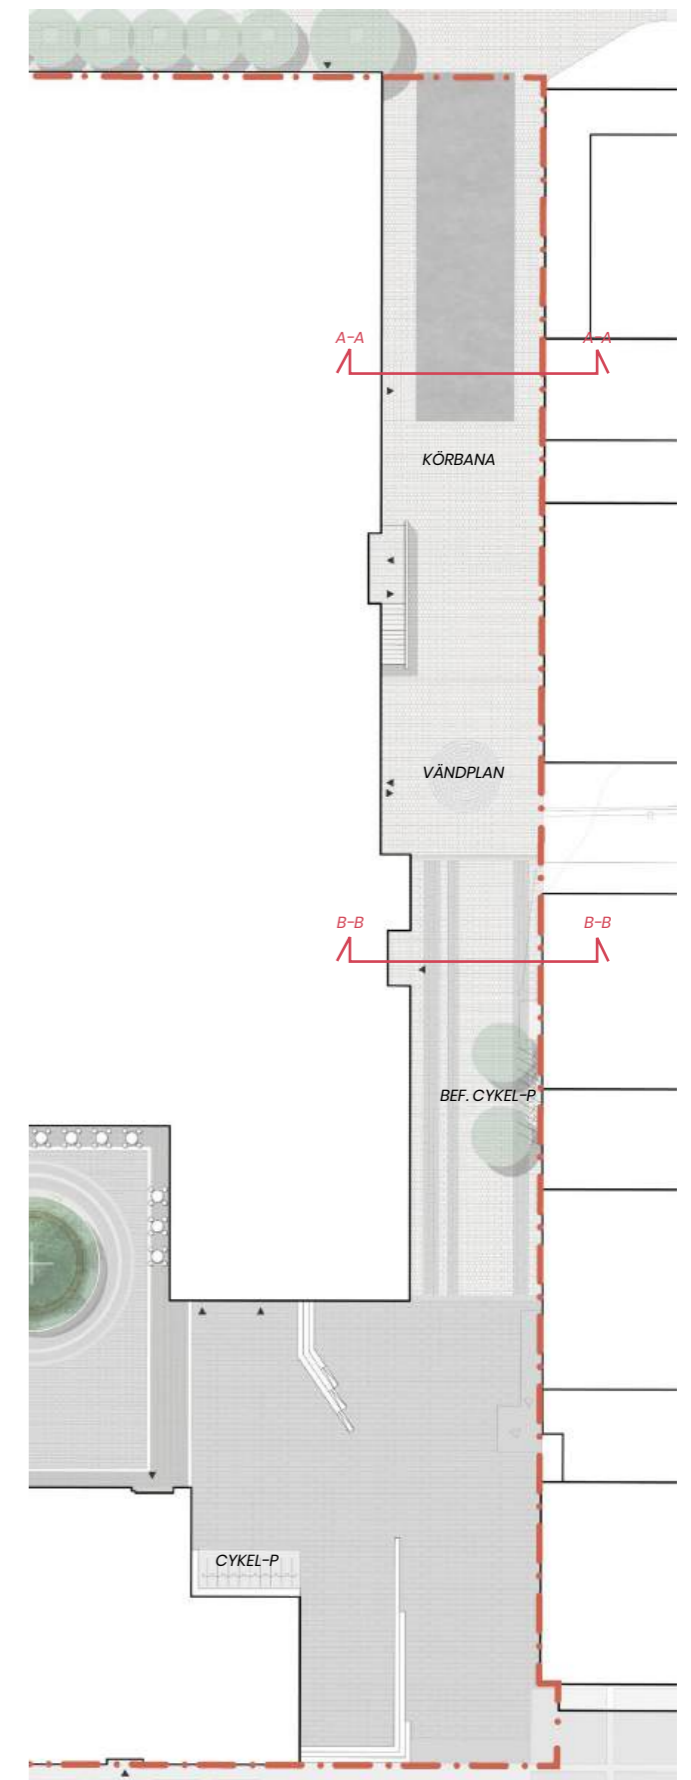 A-A A-A
KÖRBANA
VÄNDPLAN
B-B B-B
BEF. CYKEL-P
CYKEL-P